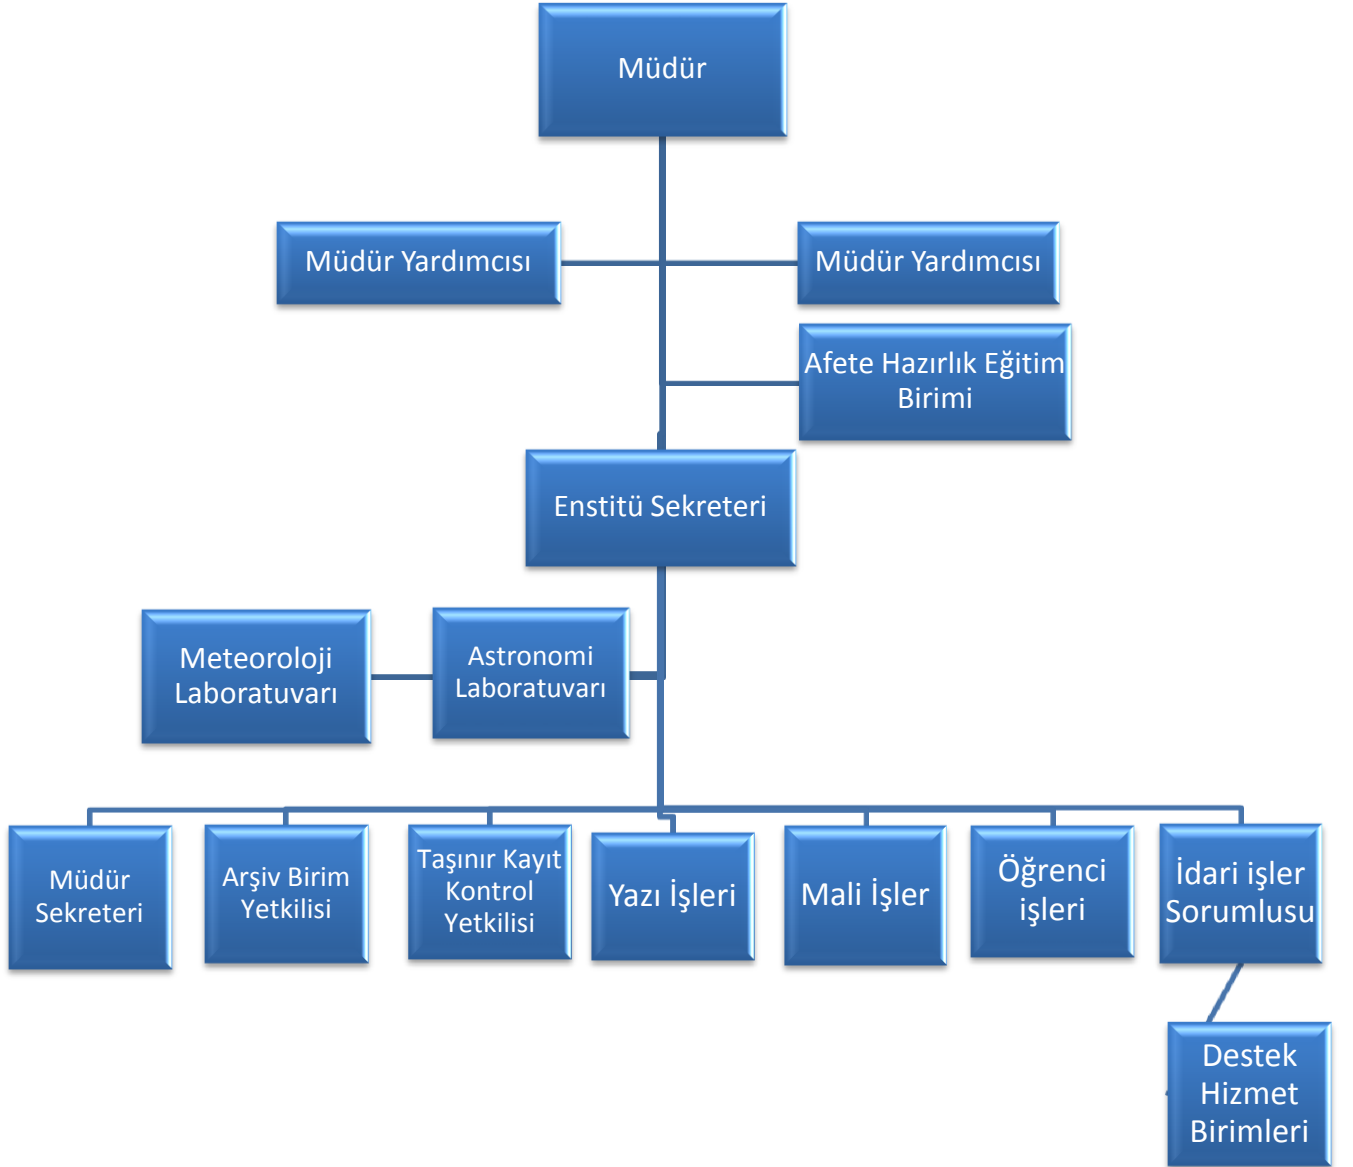 Müdür
Müdür Yardımcısı
Müdür Yardımcısı
Afete Hazırlık Eğitim
Birimi
Enstitü Sekreteri
Meteoroloji
Laboratuvarı
Astronomi
Laboratuvarı
Müdür
Sekreteri
Arşiv Birim
Yetkilisi
Taşınır Kayıt
Kontrol
Yetkilisi
Yazı İşleri
Mali İşler
Öğrenci
işleri
İdari işler
Sorumlusu
Destek
Hizmet
Birimleri